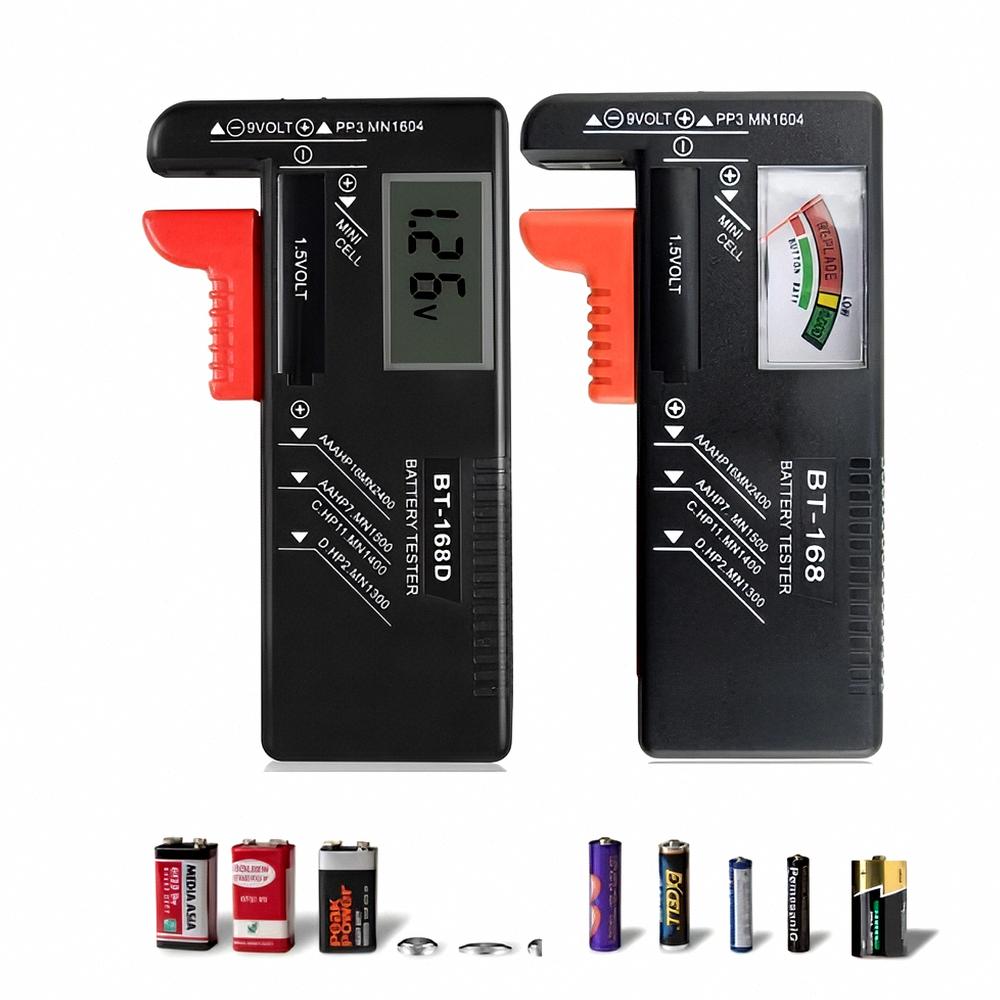 9VOLT
PP3 MN1604
MINI
CELL
1.5VOLT
1.26v
AAAHP16MN2400
AAHP7. MN1500
C.HP11.MN1400
D.HP2.MN1300
BATTERY TESTER
BT-168D
9VOLT
PP3 MN1604
MINI
CELL
1.5VOLT
BUTTON BATT
LOW
AAAHP16MN2400
AAHP7. MN1500
C.HP11.MN1400
D.HP2.MN1300
BATTERY TESTER
BT-168
MEDIA ASIA
Peak
Power
EXCELL